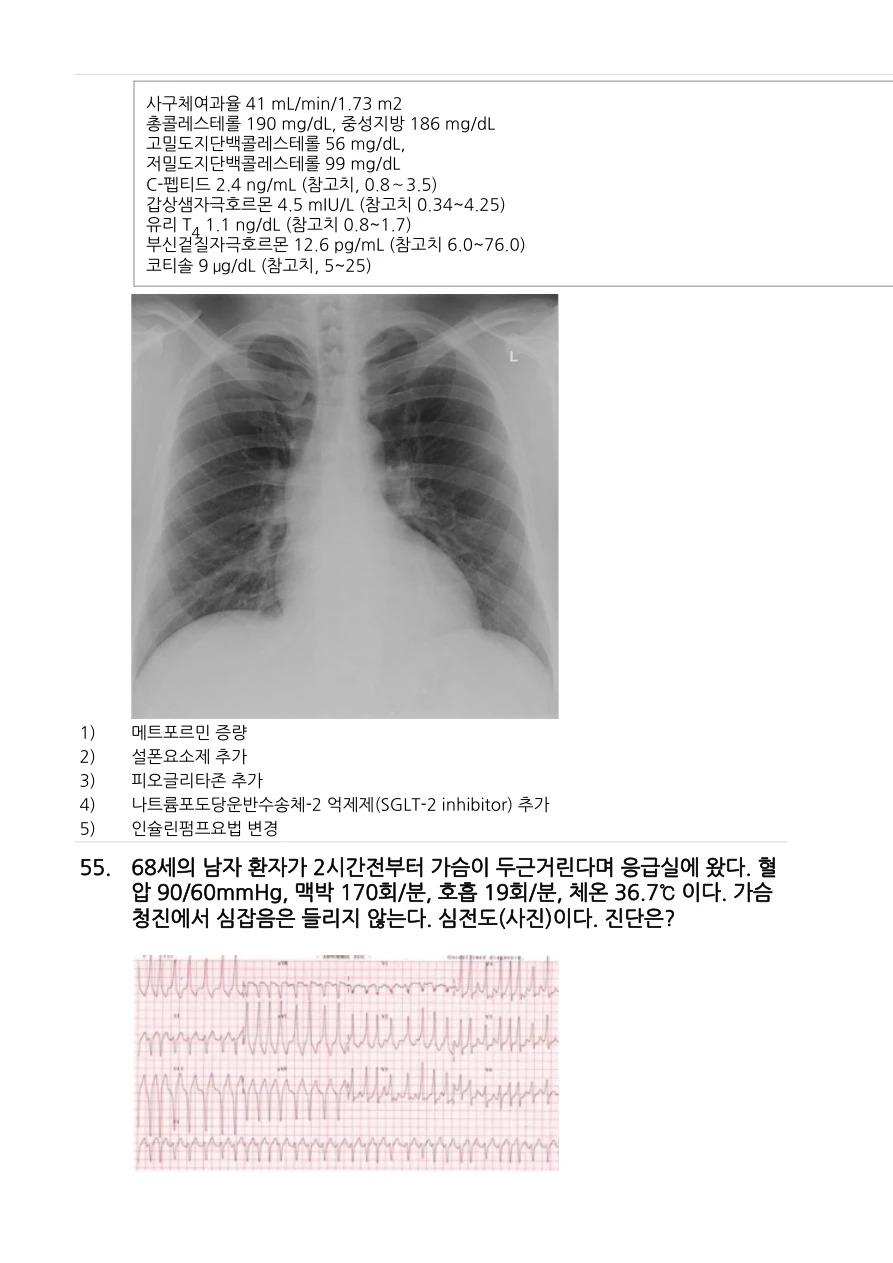 사구체여과율 41 mL/min/1.73 m2
총콜레스테롤 190 mg/dL, 중성지방 186 mg/dL
고밀도지단백콜레스테롤 56 mg/dL,
저밀도지단백콜레스테롤 99 mg/dL
C-펩티드 2.4 ng/mL (참고치, 0.8~3.5)
갑상샘자극호르몬 4.5 mIU/L (참고치 0.34~4.25)
유리 T4 1.1 ng/dL (참고치 0.8~1.7)
부신겉질자극호르몬 12.6 pg/mL (참고치 6.0~76.0)
코티솔 9 µg/dL (참고치, 5~25)
L
1) 메트포르민 증량
2) 설폰요소제 추가
3) 피오글리타존 추가
4) 나트륨포도당운반수송체-2 억제제(SGLT-2 inhibitor) 추가
5) 인슐린펌프요법 변경
55. 68세의 남자 환자가 2시간전부터 가슴이 두근거린다며 응급실에 왔다. 혈
압 90/60mmHg, 맥박 170회/분, 호흡 19회/분, 체온 36.7℃ 이다. 가슴
청진에서 심잡음은 들리지 않는다. 심전도(사진)이다. 진단은?
aVR V1
II aVL V2
III aVF V3
II